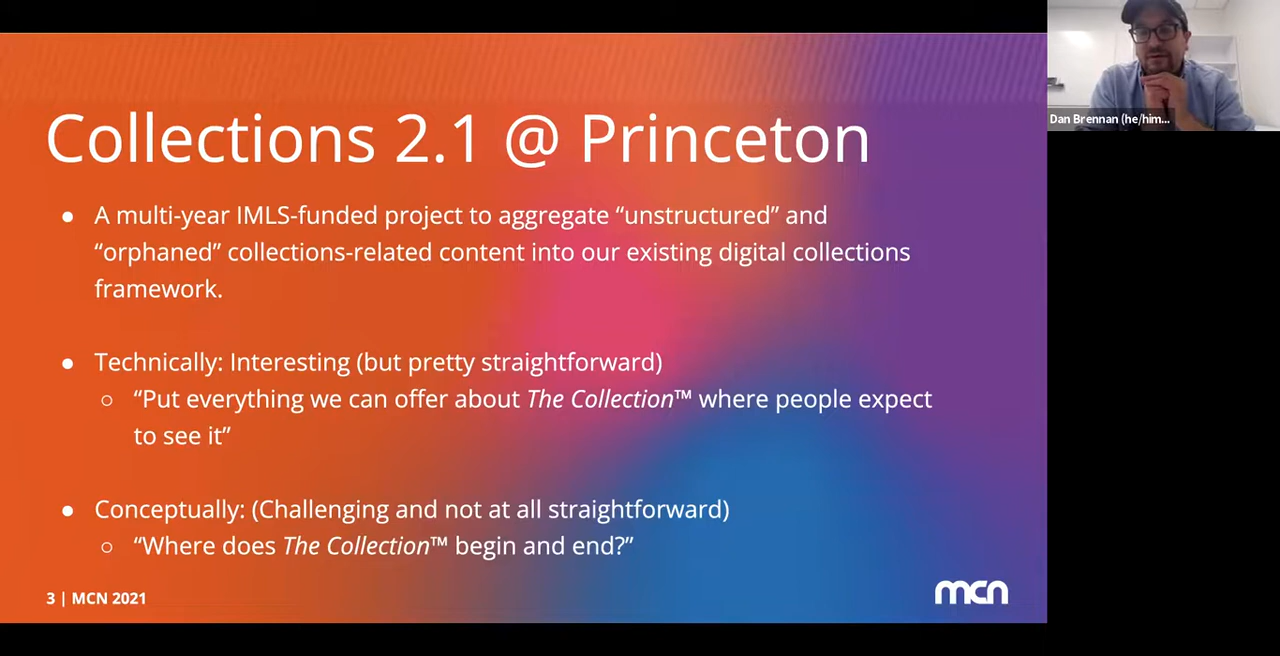 Collections 2.1 @ Princeton
● A multi-year IMLS-funded project to aggregate “unstructured” and
“orphaned” collections-related content into our existing digital collections
framework.
● Technically: Interesting (but pretty straightforward)
○ “Put everything we can offer about The Collection™ where people expect
to see it”
● Conceptually: (Challenging and not at all straightforward)
○ “Where does The Collection™ begin and end?”
3 | MCN 2021
mcn
Dan Brennan (he/him...